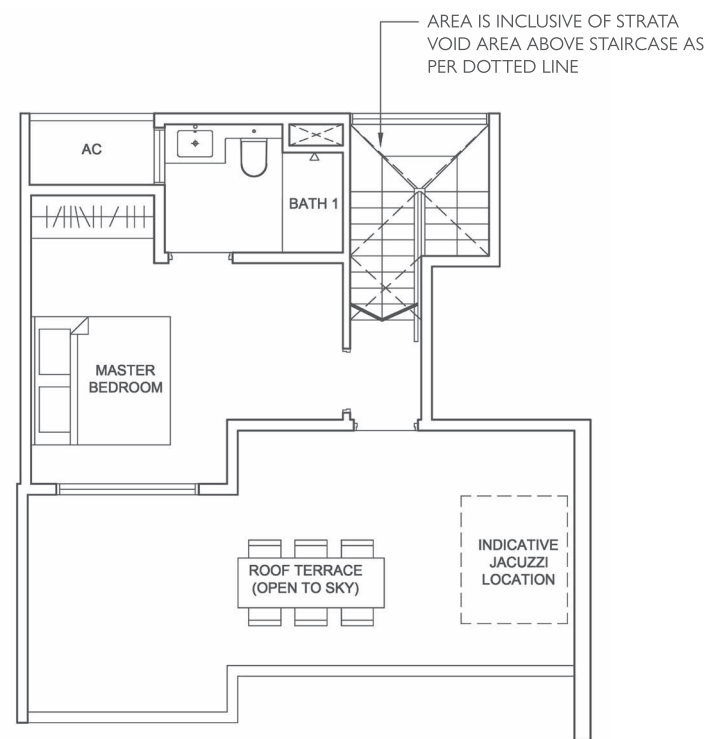 AREA IS INCLUSIVE OF STRATA
VOID AREA ABOVE STAIRCASE AS
PER DOTTED LINE
AC
BATH 1
MASTER
BEDROOM
ROOF TERRACE
(OPEN TO SKY)
INDICATIVE
JACUZZI
LOCATION